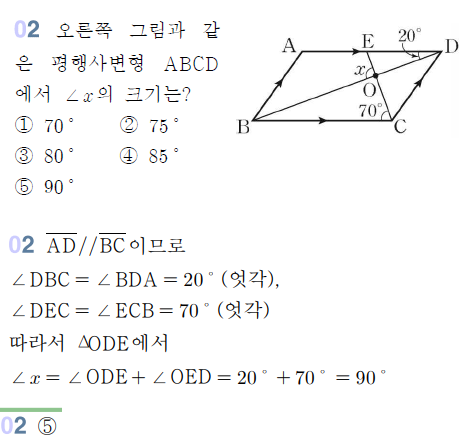 02 오른쪽 그림과 같
은 평행사변형 ABCD
에서 ∠x의 크기는?
① 70° ② 75°
③ 80° ④ 85°
⑤ 90°
A E 20° D
x
O
70°
B C
02 \overline{AD}//\overline{BC}이므로
∠DBC = ∠BDA = 20° (엇각),
∠DEC = ∠ECB = 70° (엇각)
따라서 △ODE에서
∠x = ∠ODE + ∠OED = 20° + 70° = 90°
02 ⑤